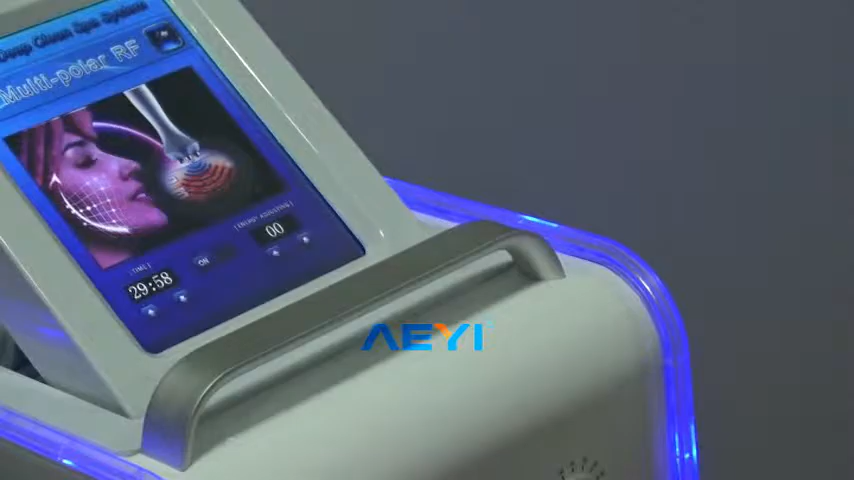 Deep Clean Spa System
Multi-polar RF
[TIME]
29:58
ON
[ENERGY ADJUSTING]
00
AEYI